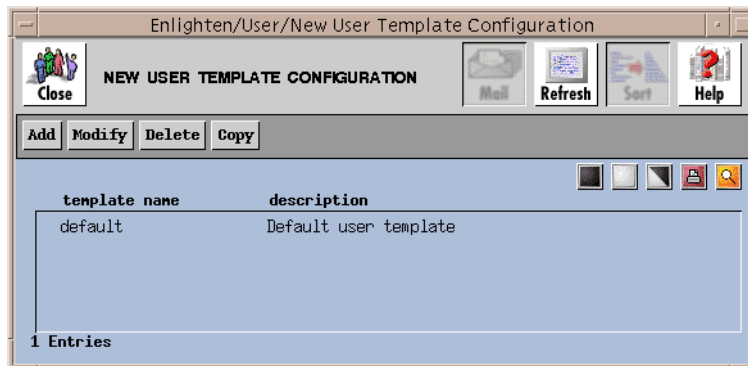 Enlighten/User/New User Template Configuration
Close
NEW USER TEMPLATE CONFIGURATION
Mail
Refresh
Sort
Help
Add Modify Delete Copy
template name description
default Default user template
1 Entries